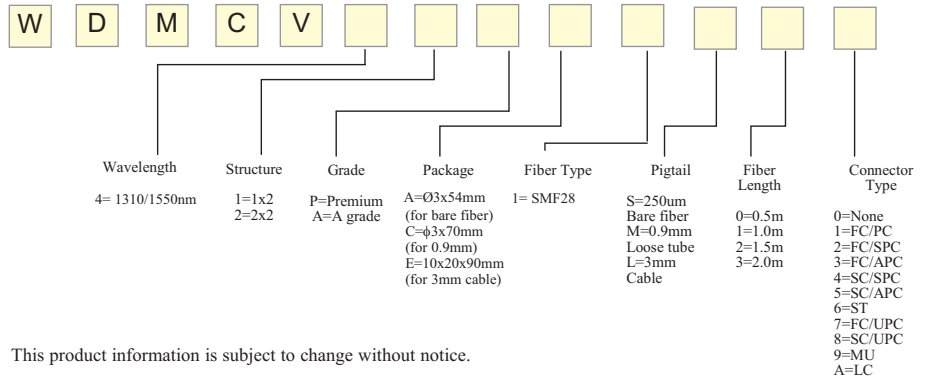 W D M C V
Wavelength
4= 1310/1550nm
Structure
1=1x2
2=2x2
Grade
P=Premium
A=A grade
Package
A=Ø3x54mm
(for bare fiber)
C=ϕ3x70mm
(for 0.9mm)
E=10x20x90mm
(for 3mm cable)
Fiber Type
1= SMF28
Pigtail
S=250um
Bare fiber
M=0.9mm
Loose tube
L=3mm
Cable
Fiber
Length
0=0.5m
1=1.0m
2=1.5m
3=2.0m
Connector
Type
0=None
1=FC/PC
2=FC/SPC
3=FC/APC
4=SC/SPC
5=SC/APC
6=ST
7=FC/UPC
8=SC/UPC
9=MU
A=LC
This product information is subject to change without notice.